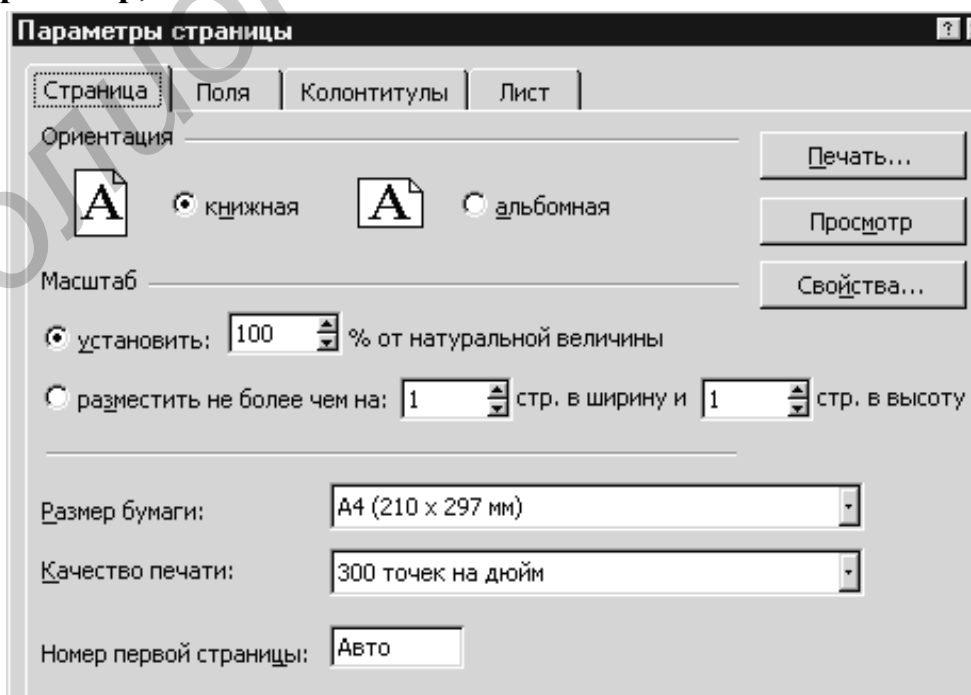 Параметры страницы
Страница Поля Колонтитулы Лист
Ориентация
Печать...
A книжная A альбомная
Просмотр
Масштаб
Свойства...
установить: 100 % от натуральной величины
разместить не более чем на: 1 стр. в ширину и 1 стр. в высоту
Размер бумаги: A4 (210 x 297 мм)
Качество печати: 300 точек на дюйм
Номер первой страницы: Авто